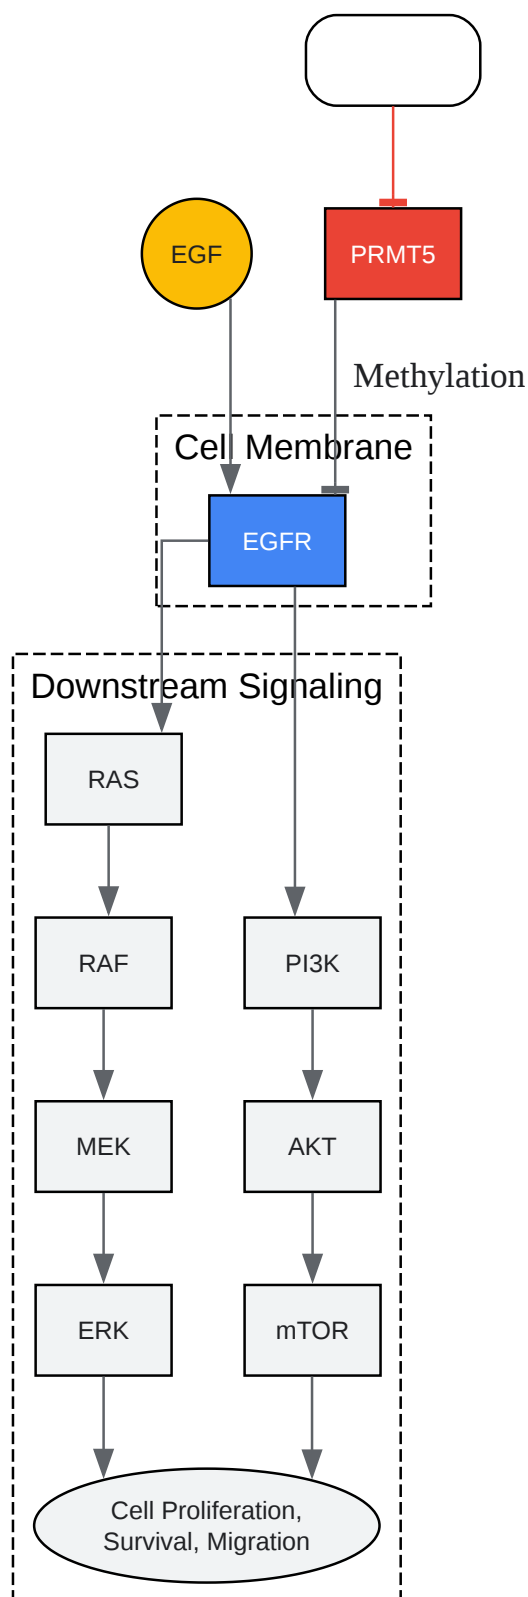 EGF
PRMT5
Methylation
Cell Membrane
EGFR
Downstream Signaling
RAS
RAF
PI3K
MEK
AKT
ERK
mTOR
Cell Proliferation,
Survival, Migration